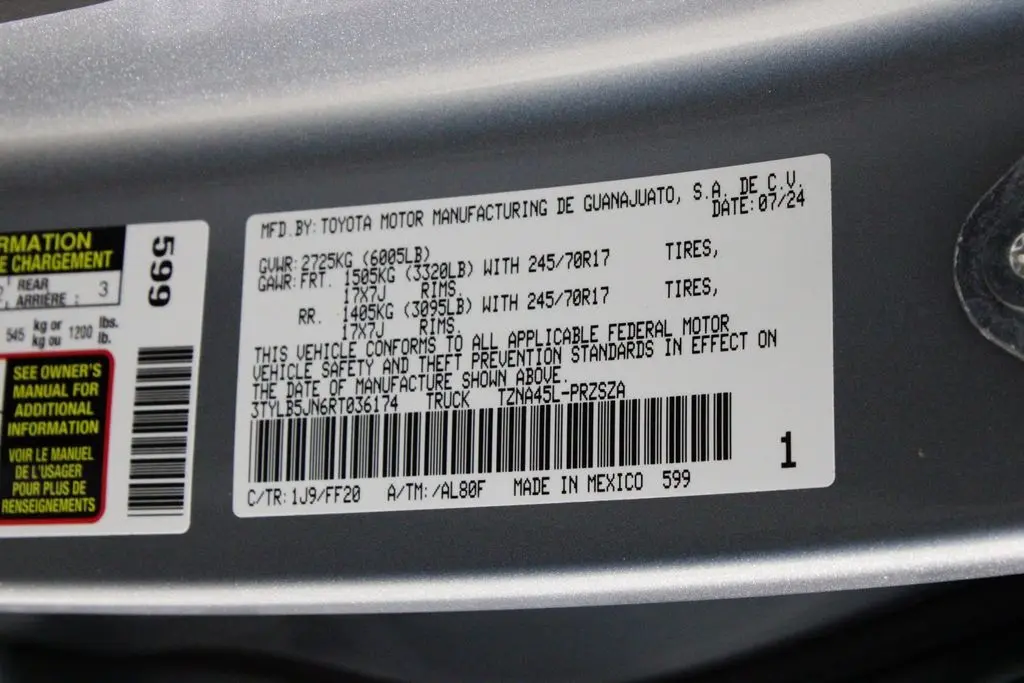 RMATION
E CHARGEMENT
REAR
ARRIÈRE : 3
545 kg or 1200 lbs.
kg ou lb.
SEE OWNER'S
MANUAL FOR
ADDITIONAL
INFORMATION
VOIR LE MANUEL
DE L'USAGER
POUR PLUS DE
RENSEIGNEMENTS
599
MFD.BY:TOYOTA MOTOR MANUFACTURING DE GUANAJUATO, S.A. DE C.V.
DATE:07/24
GVWR:2725KG (6005LB)
GAWR:FRT. 1505KG (3320LB) WITH 245/70R17 TIRES,
17X7J RIMS.
RR. 1405KG (3095LB) WITH 245/70R17 TIRES,
17X7J RIMS.
THIS VEHICLE CONFORMS TO ALL APPLICABLE FEDERAL MOTOR
VEHICLE SAFETY AND THEFT PREVENTION STANDARDS IN EFFECT ON
THE DATE OF MANUFACTURE SHOWN ABOVE.
3TYLB5JN6RT036174 TRUCK TZNA45L-PRZSZA
1
C/TR:1J9/FF20 A/TM:/AL80F MADE IN MEXICO 599